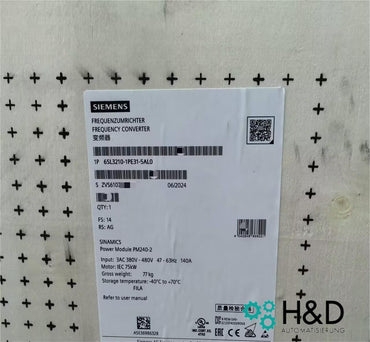 SIEMENS
FREQUENZUMRICHTER
FREQUENCY CONVERTER
变频器
1P 6SL3210-1PE31-5AL0
S ZVS610
06/2024
QTY:1
FS: 14
RS: AG
SINAMICS
Power Module PM240-2
Input: 3AC 380V - 480V 47 - 63Hz 140A
Motor: IEC 75kW
Gross weight: 77kg
Storage temperature: -40°C to +70°C
FILA
Refer to user manual
H&D
AUTOMATISIERUNG